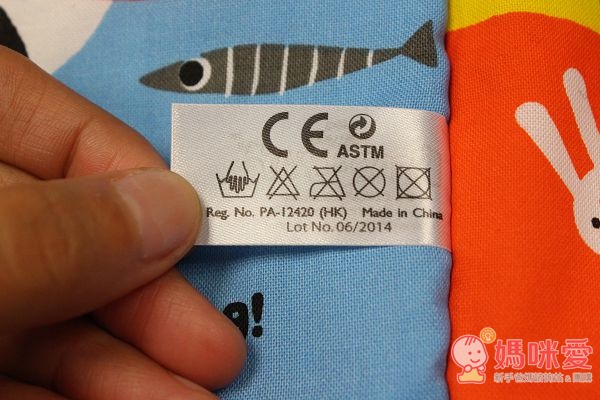 CE
ASTM
Reg. No. PA-12420 (HK) Made in China
Lot No. 06/2014
g!
媽咪愛